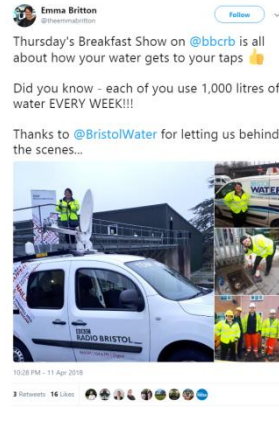 Emma Britton
@theemmabritton
Follow
Thursday's Breakfast Show on @bbcrb is all
about how your water gets to your taps 👍
Did you know - each of you use 1,000 litres of
water EVERY WEEK!!!
Thanks to @BristolWater for letting us behind
the scenes...
WATER
BBC
RADIO BRISTOL
10:28 PM - 11 Apr 2018
3 Retweets 16 Likes